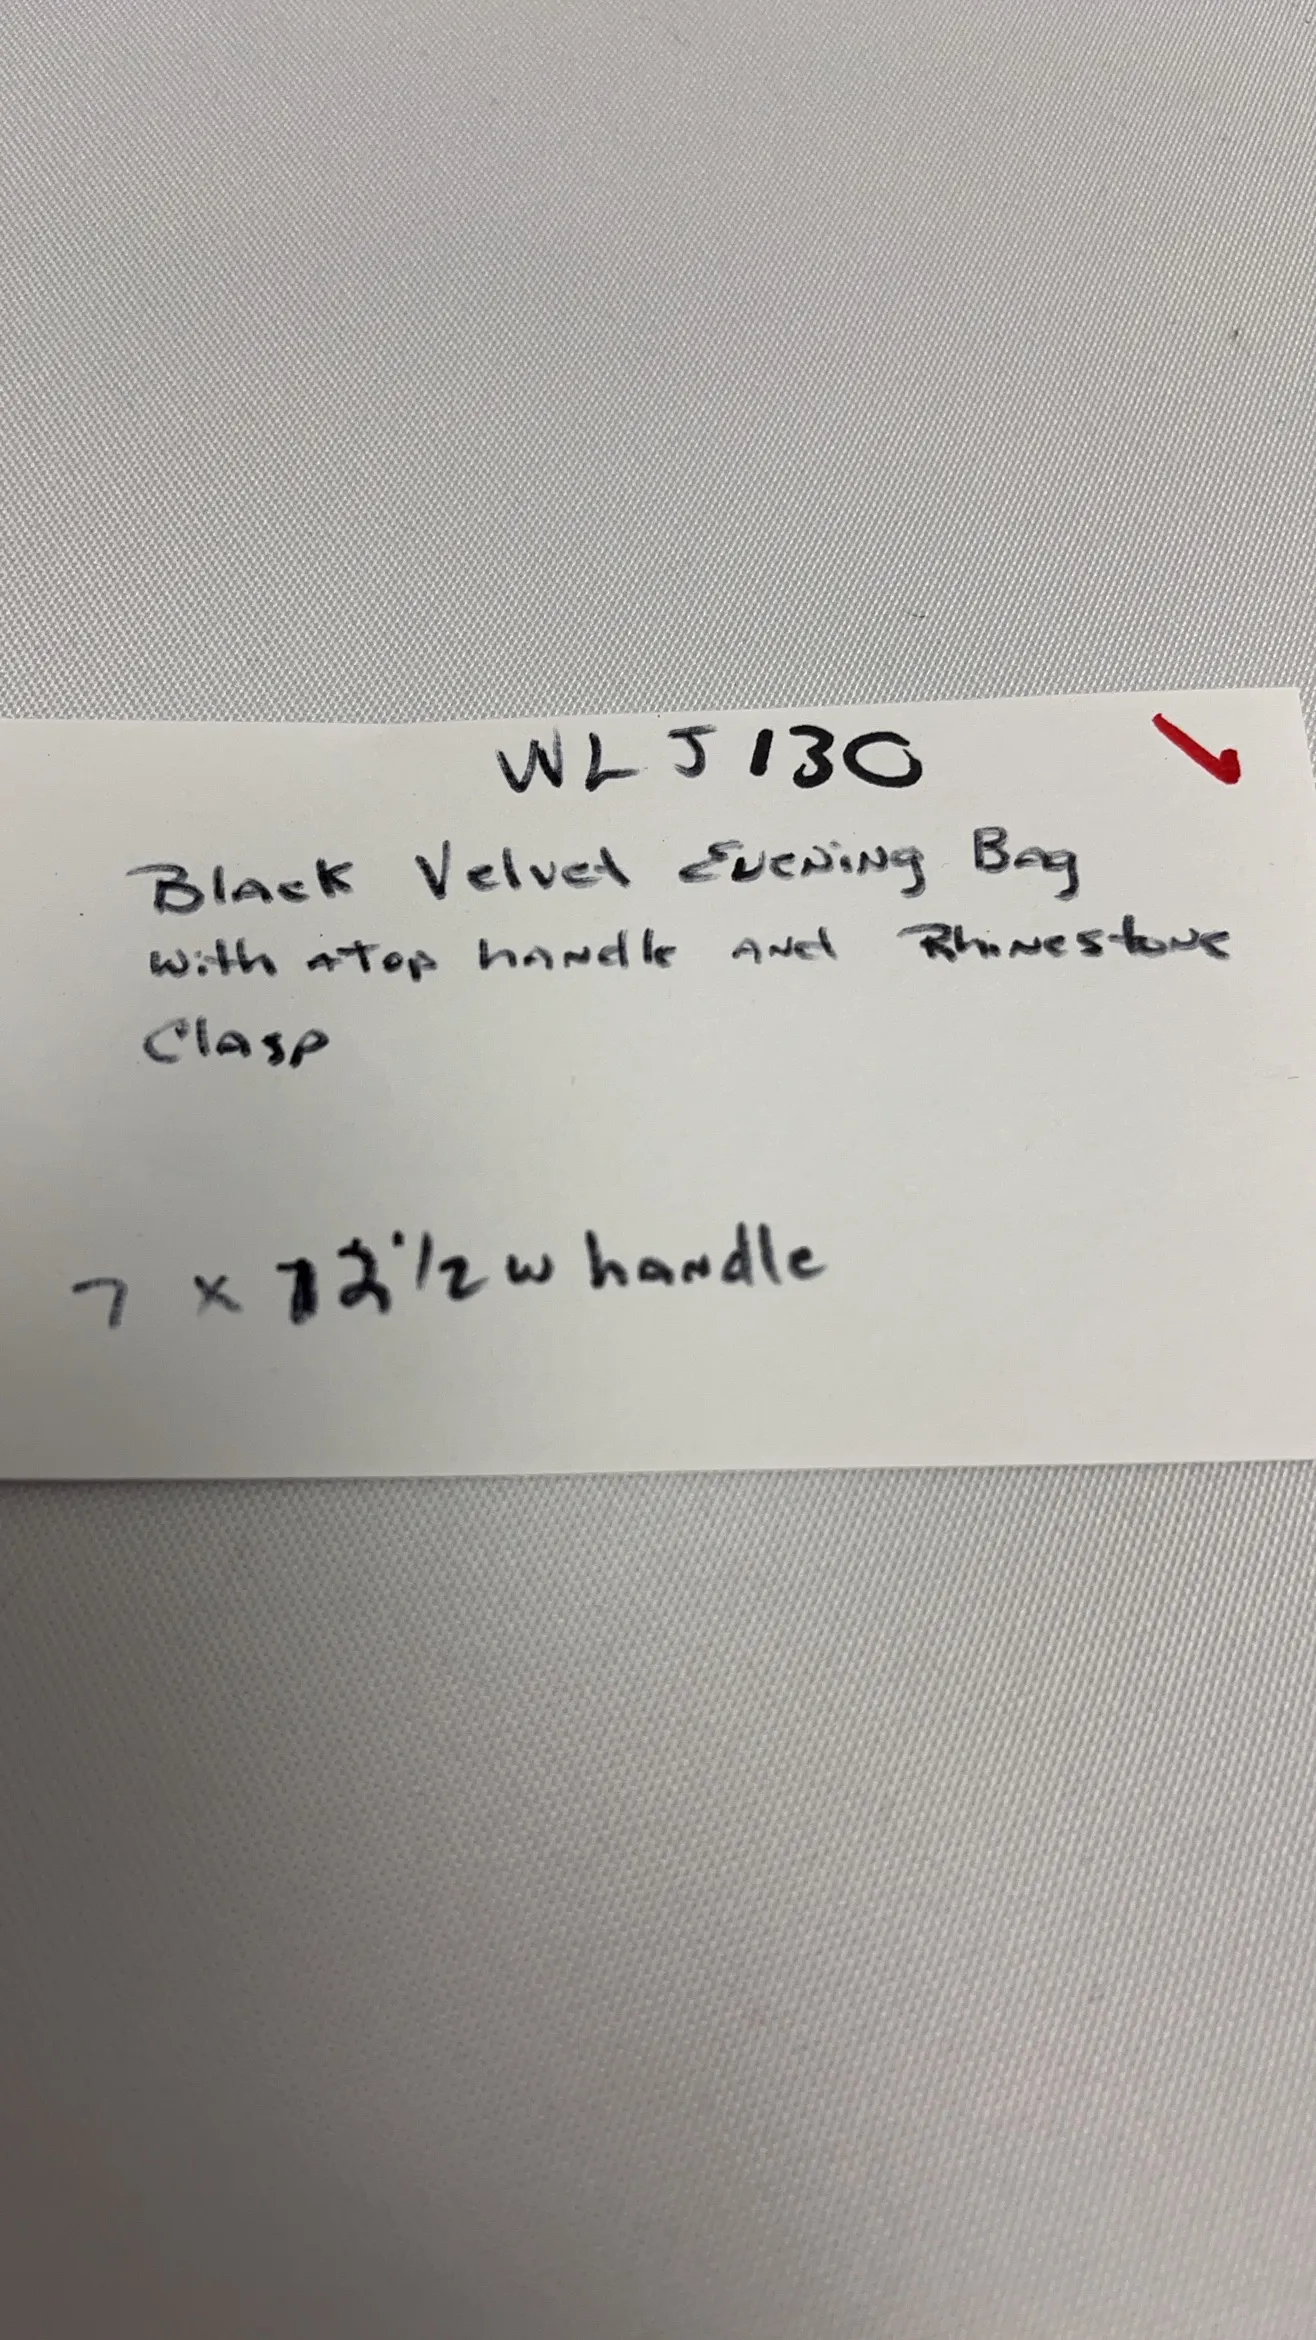 WLJ130
Black Velvet Evening Bag
with a Top handle and Rhinestone
Clasp
7 x 12 1/2 w handle